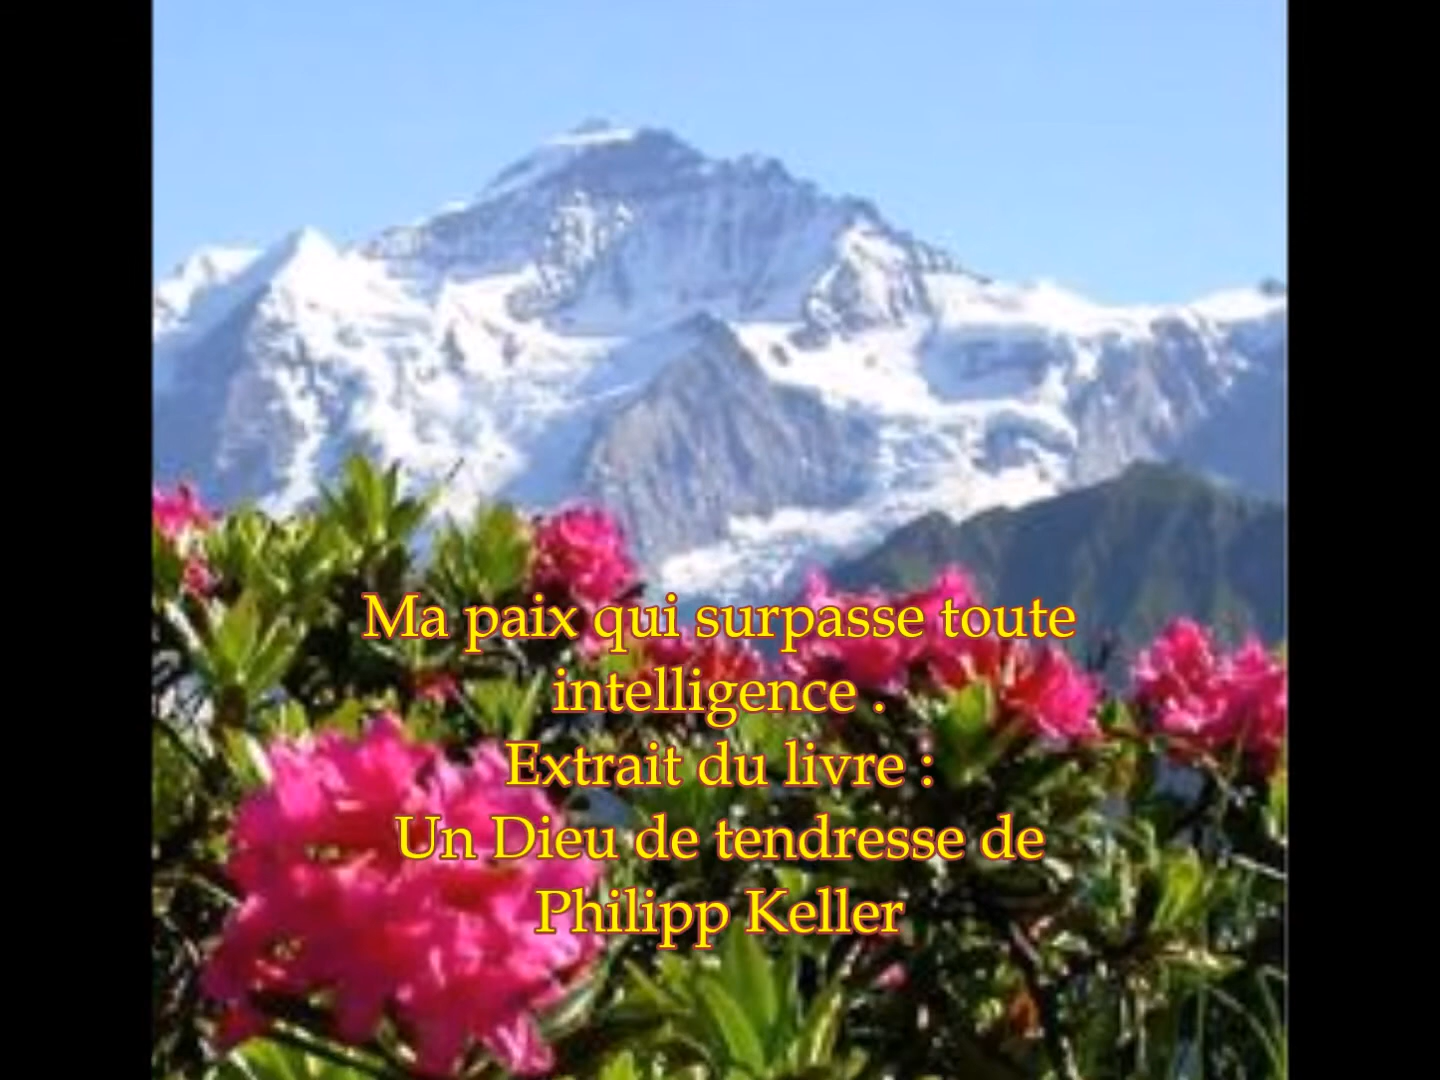 Ma paix qui surpasse toute
intelligence .
Extrait du livre :
Un Dieu de tendresse de
Philipp Keller